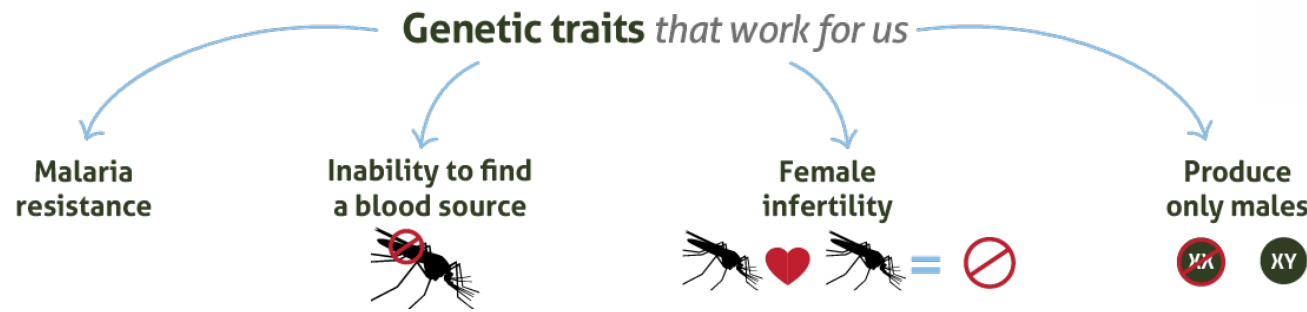 Genetic traits that work for us
Malaria
resistance
Inability to find
a blood source
Female
infertility
Produce
only males
XX XY